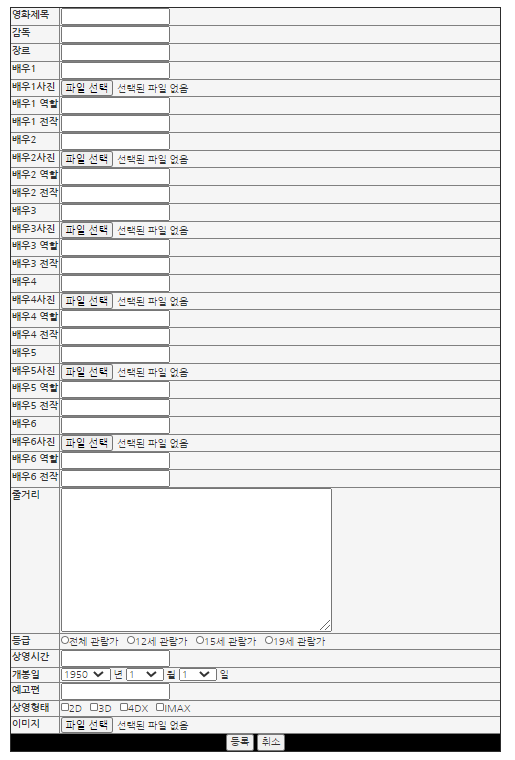 영화제목
감독
장르
배우1
배우1사진 파일 선택 선택된 파일 없음
배우1 역할
배우1 전작
배우2
배우2사진 파일 선택 선택된 파일 없음
배우2 역할
배우2 전작
배우3
배우3사진 파일 선택 선택된 파일 없음
배우3 역할
배우3 전작
배우4
배우4사진 파일 선택 선택된 파일 없음
배우4 역할
배우4 전작
배우5
배우5사진 파일 선택 선택된 파일 없음
배우5 역할
배우5 전작
배우6
배우6사진 파일 선택 선택된 파일 없음
배우6 역할
배우6 전작
줄거리
등급 전체 관람가 12세 관람가 15세 관람가 19세 관람가
상영시간
개봉일 1950 년 1 월 1 일
예고편
상영형태 2D 3D 4DX IMAX
이미지 파일 선택 선택된 파일 없음
등록 취소